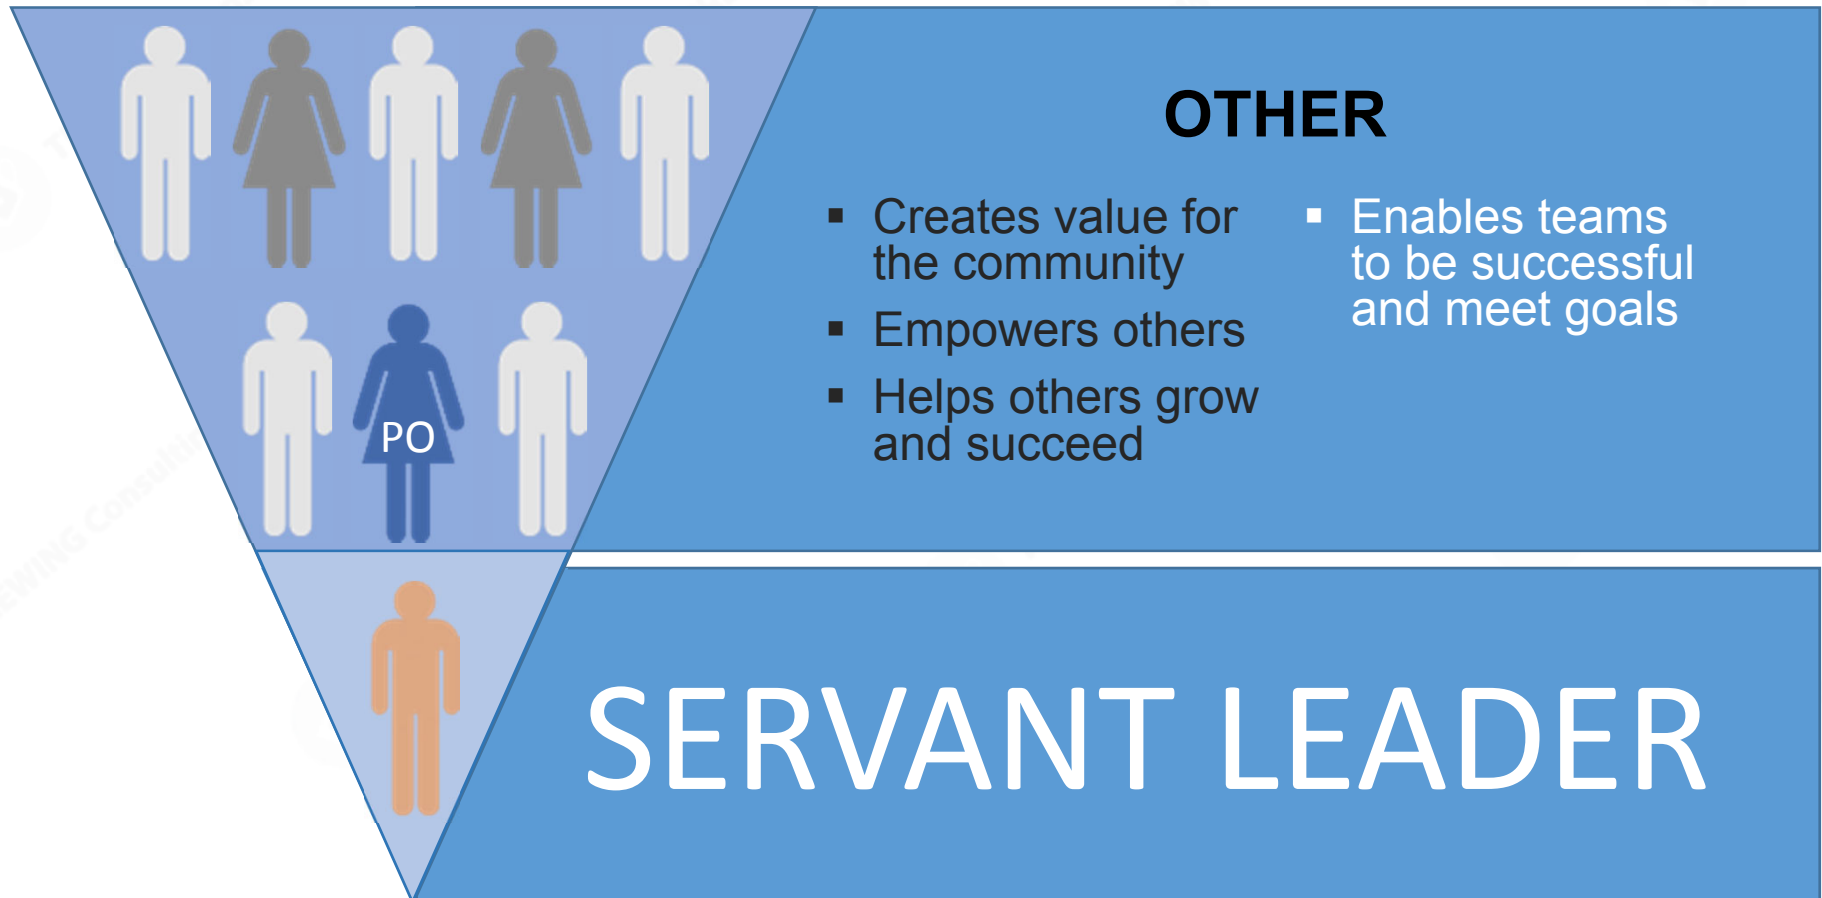 OTHER
▪ Creates value for
the community
▪ Empowers others
▪ Helps others grow
and succeed
▪ Enables teams
to be successful
and meet goals
PO
SERVANT LEADER